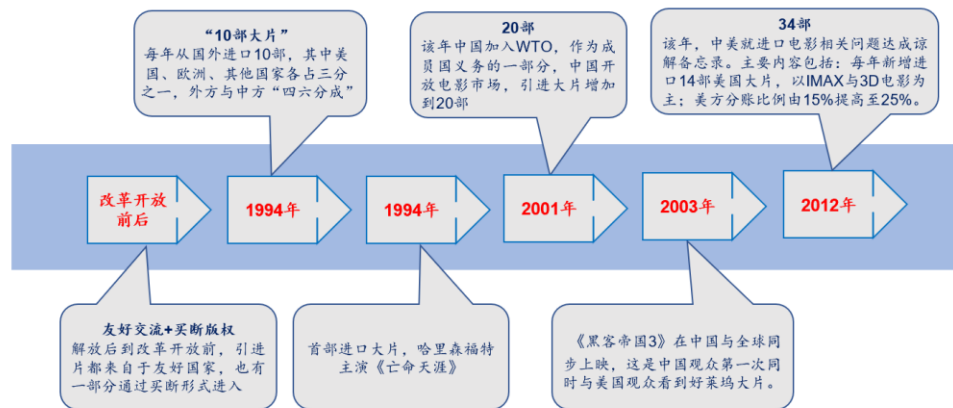 “10部大片”
每年从国外进口10部，其中美
国、欧洲、其他国家各占三分
之一，外方与中方“四六分成”
20部
该年中国加入WTO，作为成
员国义务的一部分，中国开
放电影市场，引进大片增加
到20部
34部
该年，中美就进口电影相关问题达成谅
解备忘录。主要内容包括：每年新增进
口14部美国大片，以IMAX与3D电影为
主；美方分账比例由15%提高至25%。
改革开放
前后
1994年
1994年
2001年
2003年
2012年
友好交流+买断版权
解放后到改革开放前，引进
片都来自于友好国家，也有
一部分通过买断形式进入
首部进口大片，哈里森福特
主演《亡命天涯》
《黑客帝国3》在中国与全球同
步上映，这是中国观众第一次同
时与美国观众看到好莱坞大片。